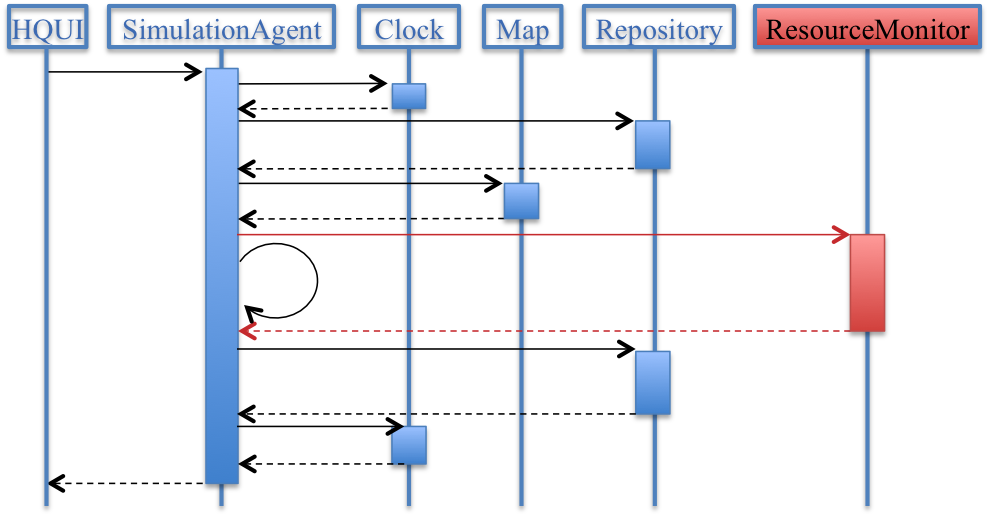 HQUI SimulationAgent Clock Map Repository ResourceMonitor